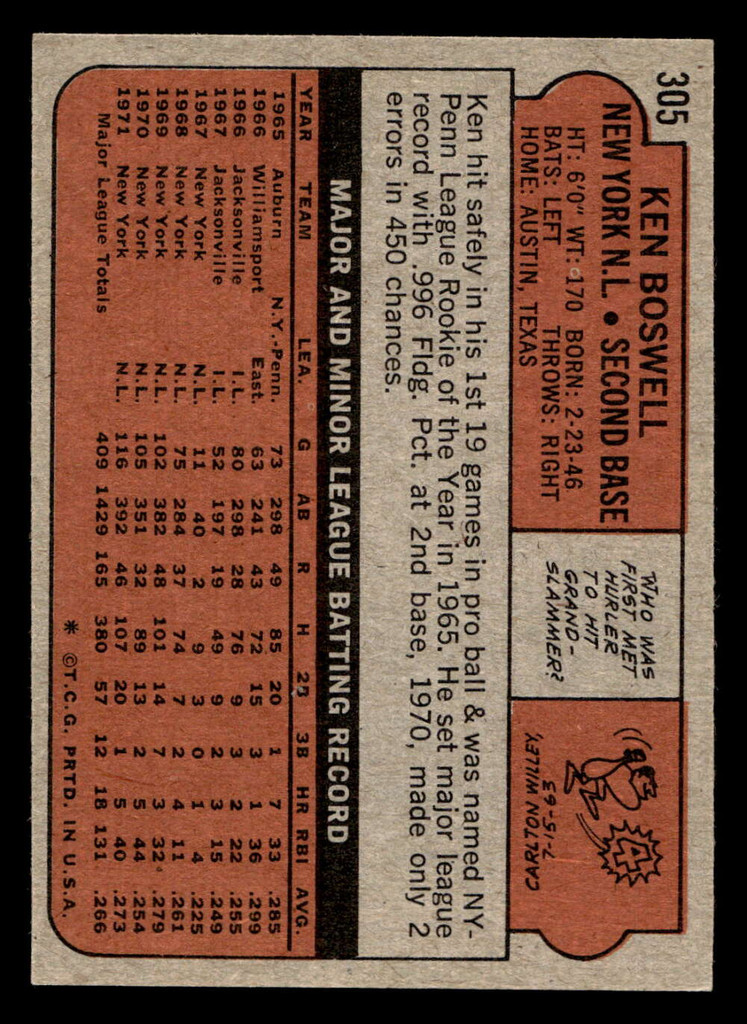 305
KEN BOSWELL
NEW YORK N.L. • SECOND BASE
HT: 6'0" WT: 170 BORN: 2-23-46
BATS: LEFT THROWS: RIGHT
HOME: AUSTIN, TEXAS
WHO WAS
FIRST MET
HURLER
TO HIT
GRAND-
SLAMMER?
4
CARLTON WILLEY,
7-15-63
Ken hit safely in his 1st 19 games in pro ball & was named NY-
Penn League Rookie of the Year in 1965. He set major league
record with .996 Fldg. Pct. at 2nd base, 1970, made only 2
errors in 450 chances.
MAJOR AND MINOR LEAGUE BATTING RECORD
YEAR TEAM LEA. G AB R H 2B 3B HR RBI AVG.
1965 Auburn N.Y.-Penn. 73 298 49 85 20 1 7 33 .285
1966 Williamsport East. 63 241 43 72 15 3 1 36 .299
1966 Jacksonville I.L. 80 298 28 76 9 3 2 22 .255
1967 Jacksonville I.L. 52 197 19 49 9 2 3 15 .249
1967 New York N.L. 11 40 2 9 3 0 1 4 .225
1968 New York N.L. 75 284 37 74 7 2 4 11 .261
1969 New York N.L. 102 382 48 101 14 7 3 32 .279
1970 New York N.L. 105 351 32 89 13 2 5 44 .254
1971 New York N.L. 116 392 46 107 20 1 5 40 .273
Major League Totals 409 1429 165 380 57 12 18 131 .266
* ©T.C.G. PRTD. IN U.S.A.